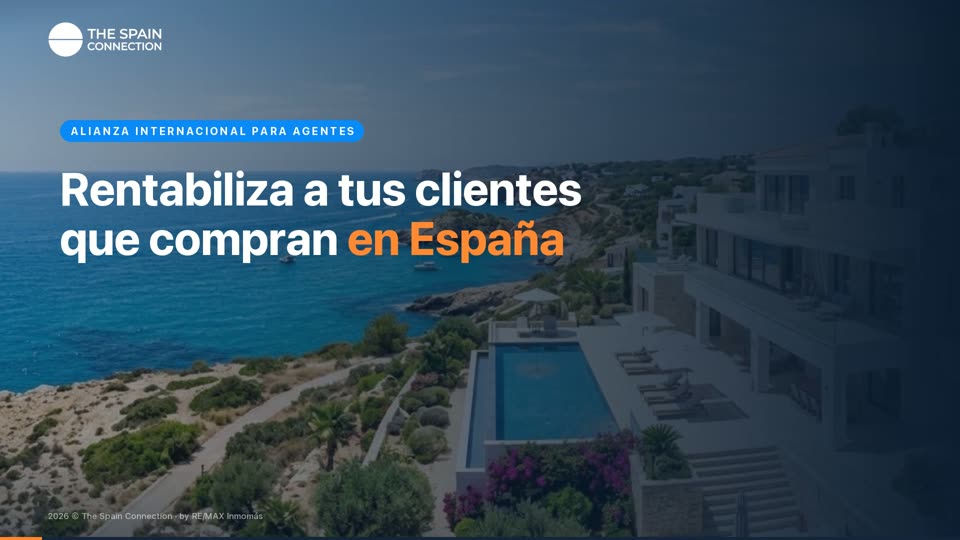 THE SPAIN
CONNECTION
ALIANZA INTERNACIONAL PARA AGENTES
Rentabiliza a tus clientes
que compran en España
2026 © The Spain Connection · by RE/MAX Inmomás